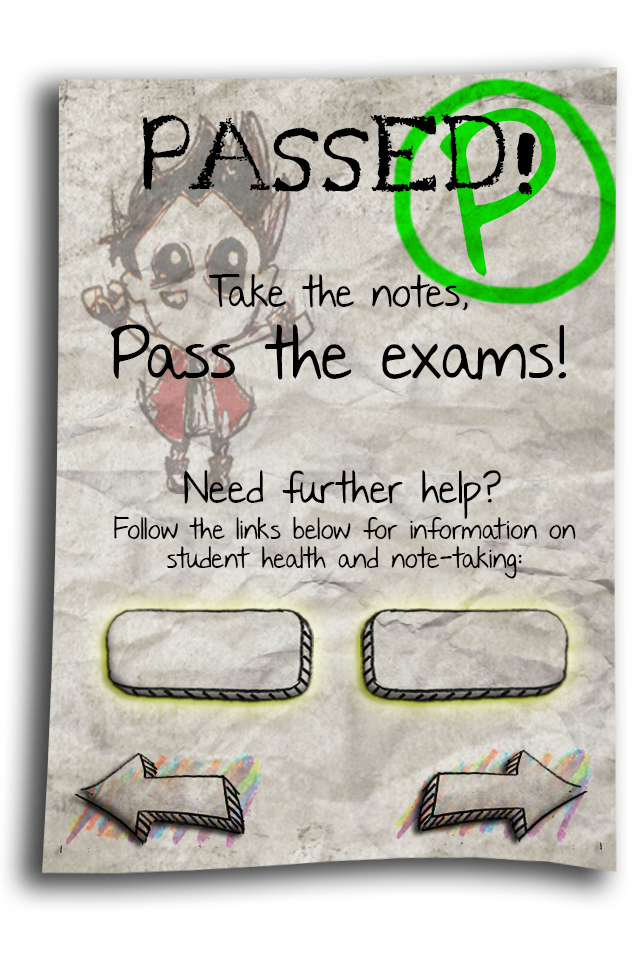 PASSED!
P
Take the notes,
Pass the exams!
Need further help?
Follow the links below for information on
student health and note-taking: